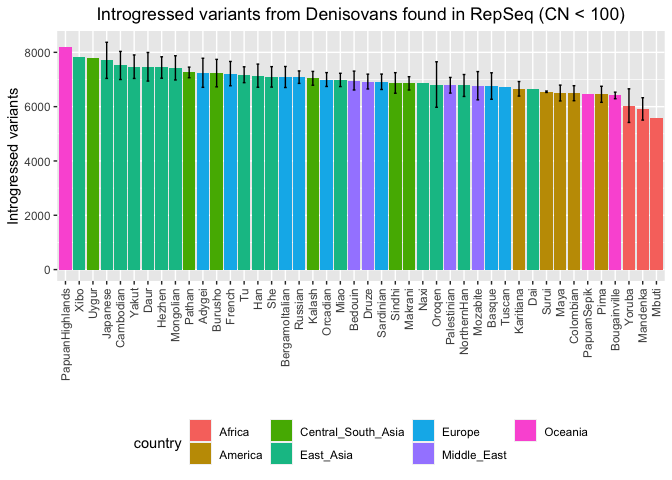 Introgressed variants from Denisovans found in RepSeq (CN < 100)
Introgressed variants
8000
6000
4000
2000
0
PapuanHighlands
Xibo
Uygur
Japanese
Cambodian
Yakut
Daur
Hezhen
Mongolian
Pathan
Adygei
Burusho
French
Tu
Han
She
BergamoItalian
Russian
Kalash
Orcadian
Miao
Bedouin
Druze
Sardinian
Sindhi
Makrani
Naxi
Oroqen
Palestinian
NorthernHan
Mozabite
Basque
Tuscan
Karitiana
Dai
Surui
Maya
Colombian
PapuanSepik
Pima
Bougainville
Yoruba
Mandenka
Mbuti
country
Africa
Central_South_Asia
Europe
Oceania
America
East_Asia
Middle_East